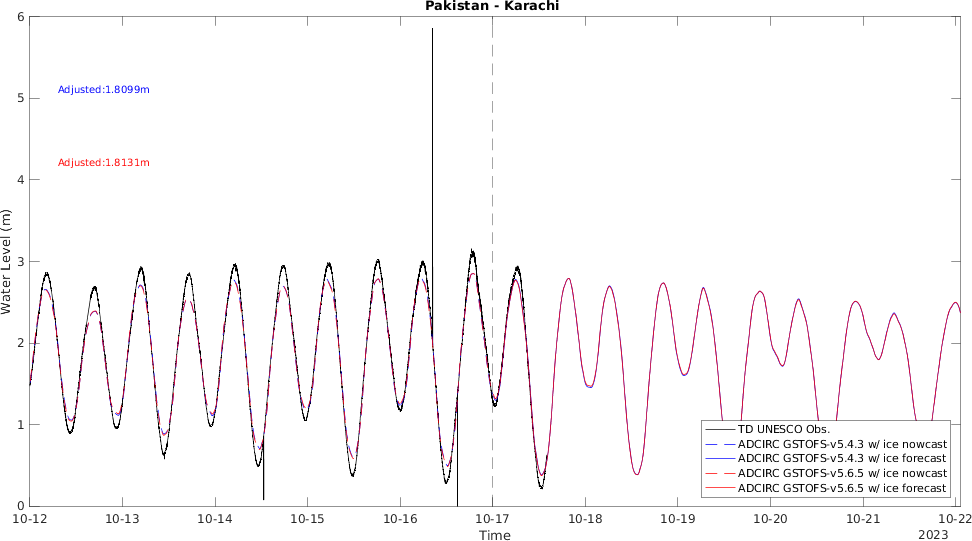 Pakistan - Karachi
6
5
4
3
2
1
0
Water Level (m)
Adjusted:1.8099m
Adjusted:1.8131m
TD UNESCO Obs.
ADCIRC GSTOFS-v5.4.3 w/ ice nowcast
ADCIRC GSTOFS-v5.4.3 w/ ice forecast
ADCIRC GSTOFS-v5.6.5 w/ ice nowcast
ADCIRC GSTOFS-v5.6.5 w/ ice forecast
10-12 10-13 10-14 10-15 10-16 10-17 10-18 10-19 10-20 10-21 10-22
Time
2023